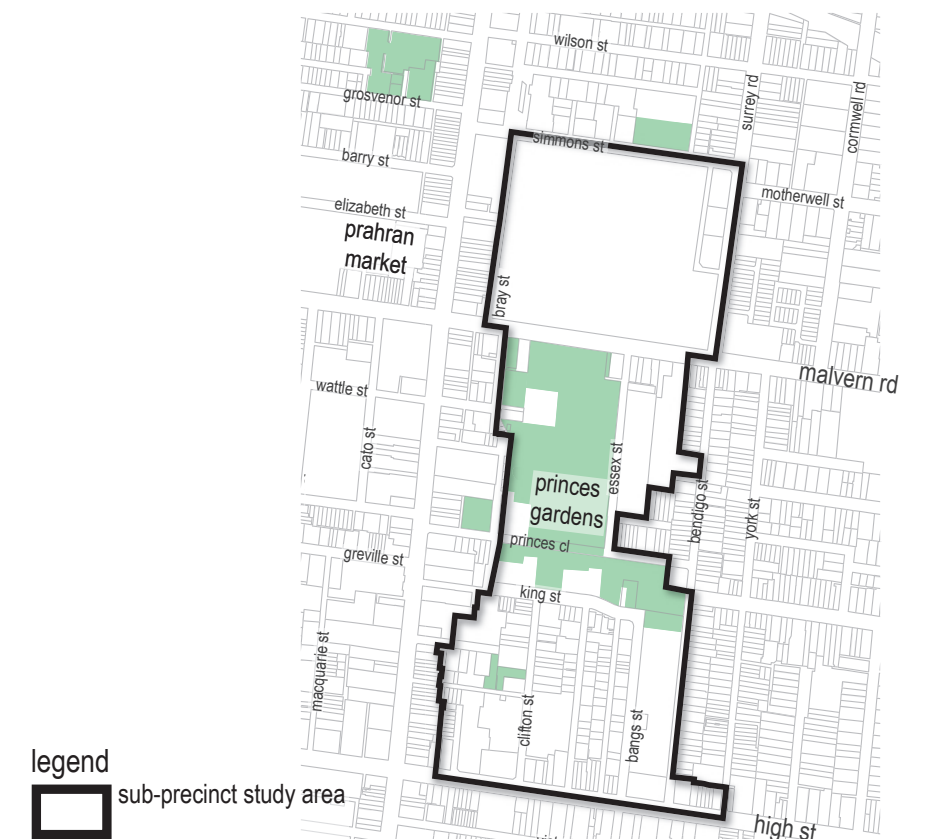 wilson st
surrey rd
cormwell rd
grosvenor st
simmons st
barry st
motherwell st
elizabeth st
prahran
market
bray st
malvern rd
wattle st
cato st
essex st
princes
gardens
bendigo st
york st
princes cl
greville st
king st
macquarie st
clifton st
bangs st
legend
sub-precinct study area
high st